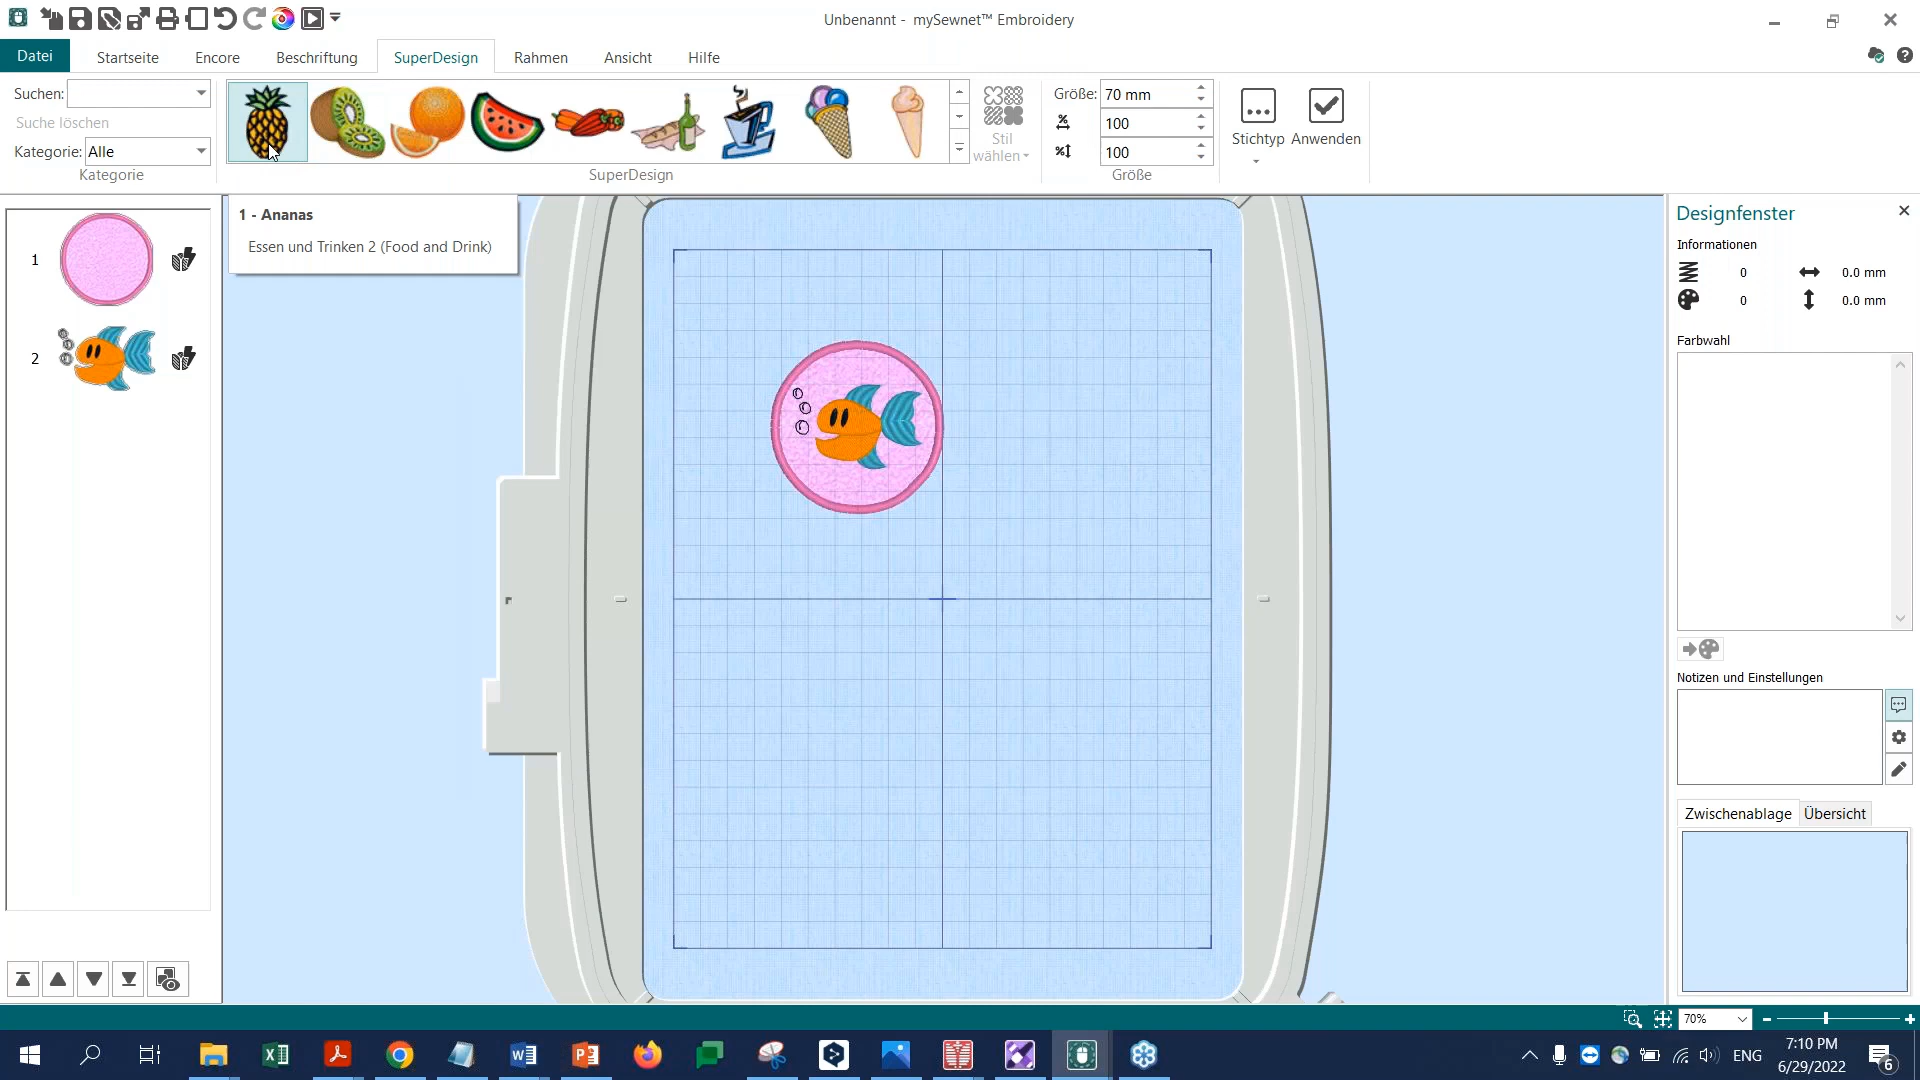 Unbenannt - mySewnet™ Embroidery
Datei Startseite Encore Beschriftung SuperDesign Rahmen Ansicht Hilfe
Suchen:
Suche löschen
Kategorie: Alle
Kategorie
Stil
wählen
SuperDesign
Größe: 70 mm
% 100
% 100
Größe
Stichtyp
Anwenden
1 - Ananas
Essen und Trinken 2 (Food and Drink)
1
2
Designfenster
Informationen
0 0.0 mm
0 0.0 mm
Farbwahl
Notizen und Einstellungen
Zwischenablage Übersicht
70%
ENG
7:10 PM
6/29/2022
6